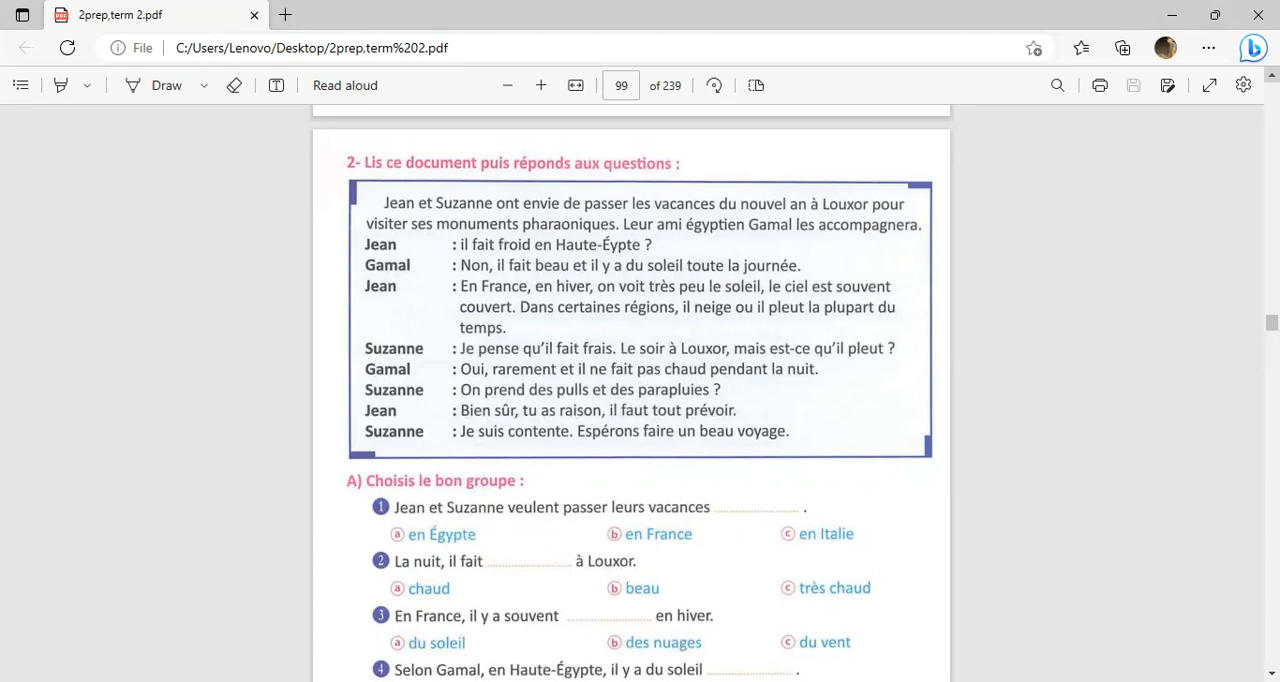 2prep,term 2.pdf
File C:/Users/Lenovo/Desktop/2prep.term%202.pdf
Draw Read aloud 99 of 239
2- Lis ce document puis réponds aux questions :
Jean et Suzanne ont envie de passer les vacances du nouvel an à Louxor pour
visiter ses monuments pharaoniques. Leur ami égyptien Gamal les accompagnera.
Jean : il fait froid en Haute-Éypte ?
Gamal : Non, il fait beau et il y a du soleil toute la journée.
Jean : En France, en hiver, on voit très peu le soleil, le ciel est souvent
couvert. Dans certaines régions, il neige ou il pleut la plupart du
temps.
Suzanne : Je pense qu'il fait frais. Le soir à Louxor, mais est-ce qu'il pleut ?
Gamal : Oui, rarement et il ne fait pas chaud pendant la nuit.
Suzanne : On prend des pulls et des parapluies ?
Jean : Bien sûr, tu as raison, il faut tout prévoir.
Suzanne : Je suis contente. Espérons faire un beau voyage.
A) Choisis le bon groupe :
1 Jean et Suzanne veulent passer leurs vacances .................... .
a en Égypte b en France c en Italie
2 La nuit, il fait .................... à Louxor.
a chaud b beau c très chaud
3 En France, il y a souvent .................... en hiver.
a du soleil b des nuages c du vent
4 Selon Gamal, en Haute-Égypte, il y a du soleil .................... .